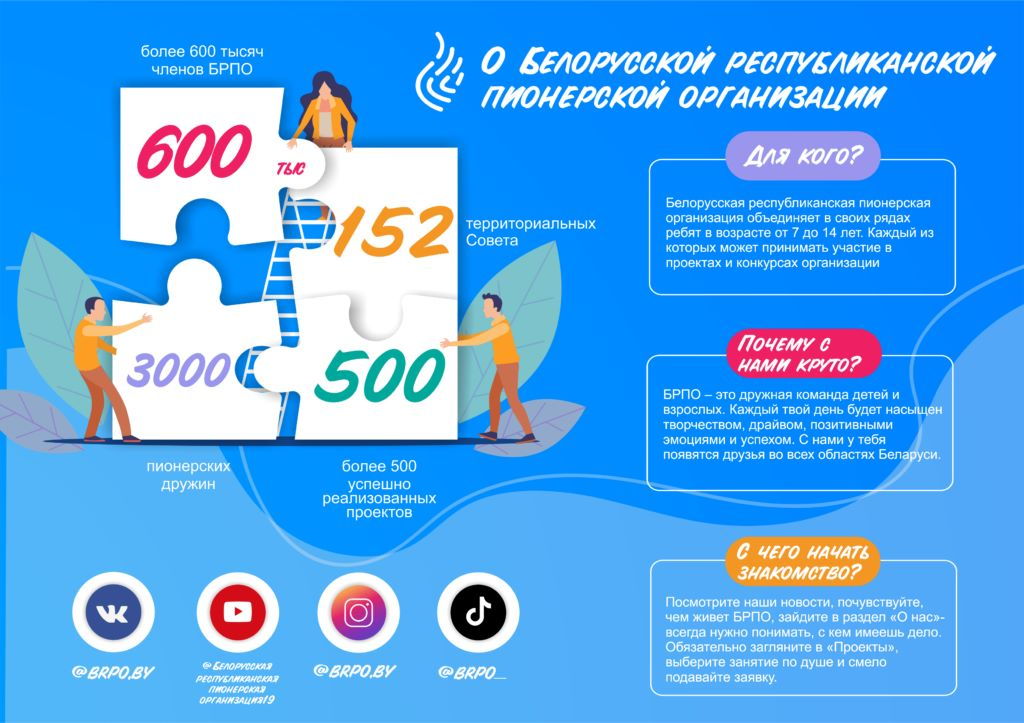 более 600 тысяч
членов БРПО
О Белорусской республиканской
пионерской организации
600
тыс
152
территориальных
Совета
3000
500
пионерских
дружин
более 500
успешно
реализованных
проектов
Для кого?
Белорусская республиканская пионерская
организация объединяет в своих рядах
ребят в возрасте от 7 до 14 лет. Каждый из
которых может принимать участие в
проектах и конкурсах организации
Почему с
нами круто?
БРПО – это дружная команда детей и
взрослых. Каждый твой день будет насыщен
творчеством, драйвом, позитивными
эмоциями и успехом. С нами у тебя
появятся друзья во всех областях Беларуси.
С чего начать
знакомство?
Посмотрите наши новости, почувствуйте,
чем живет БРПО, зайдите в раздел «О нас»-
всегда нужно понимать, с кем имеешь дело.
Обязательно загляните в «Проекты»,
выберите занятие по душе и смело
подавайте заявку.
@BRPO.BY
@Белорусская
республиканская
пионерская
организация19
@BRPO.BY
@BRPO_